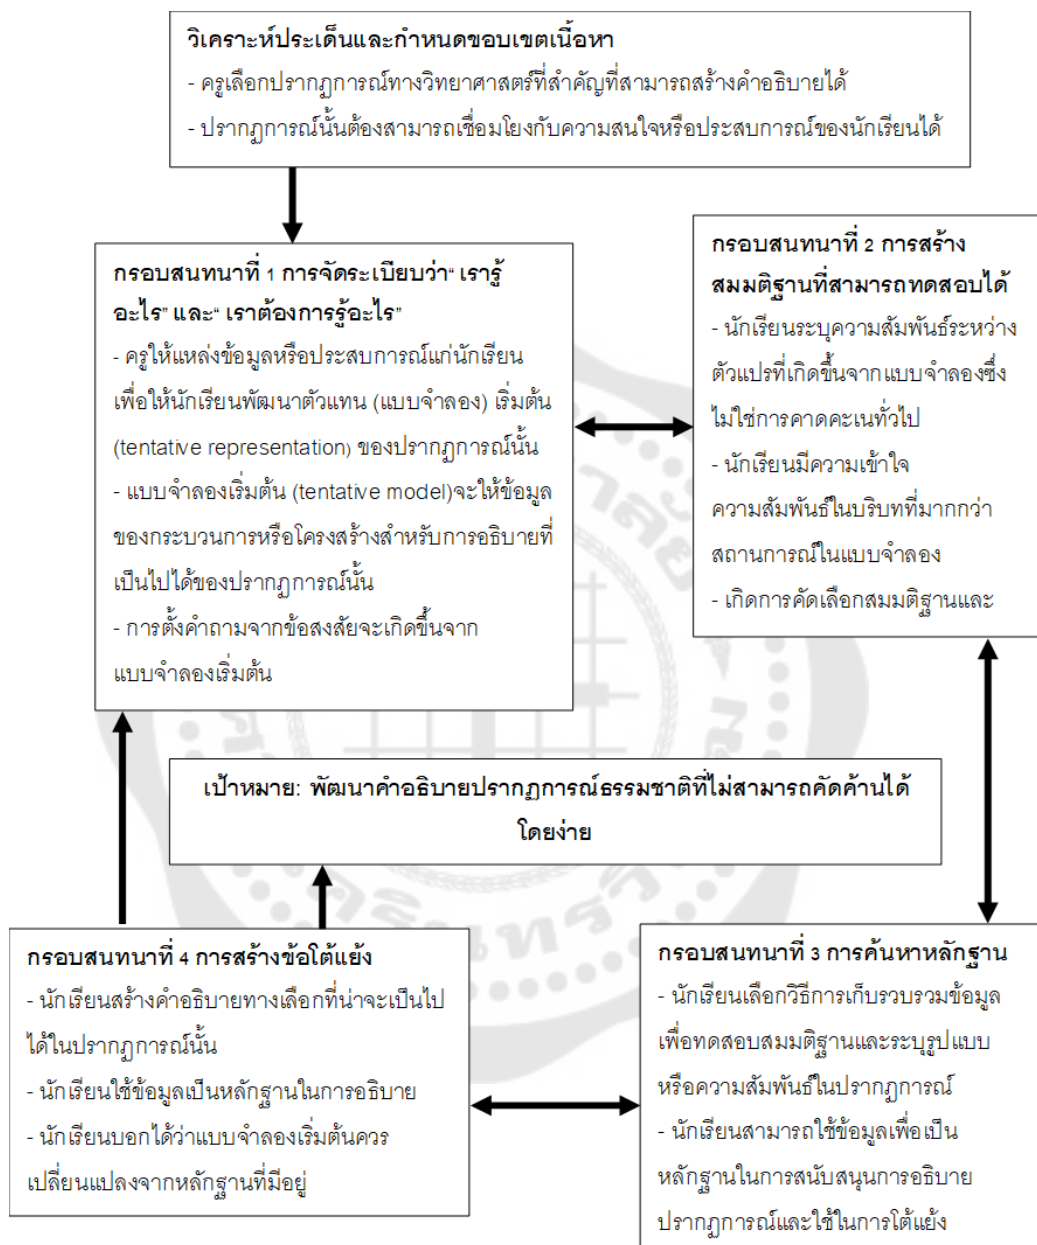 วิเคราะห์ประเด็นและกำหนดขอบเขตเนื้อหา
- ครูเลือกปรากฏการณ์ทางวิทยาศาสตร์ที่สำคัญที่สามารถสร้างคำอธิบายได้
- ปรากฏการณ์นั้นต้องสามารถเชื่อมโยงกับความสนใจหรือประสบการณ์ของนักเรียนได้
กรอบสนทนาที่ 1 การจัดระเบียบว่า“ เรารู้
อะไร” และ“ เราต้องการรู้อะไร”
- ครูให้แหล่งข้อมูลหรือประสบการณ์แก่นักเรียน
เพื่อให้นักเรียนพัฒนาตัวแทน (แบบจำลอง) เริ่มต้น
(tentative representation) ของปรากฏการณ์นั้น
- แบบจำลองเริ่มต้น (tentative model)จะให้ข้อมูล
ของกระบวนการหรือโครงสร้างสำหรับการอธิบายที่
เป็นไปได้ของปรากฏการณ์นั้น
- การตั้งคำถามจากข้อสงสัยจะเกิดขึ้นจาก
แบบจำลองเริ่มต้น
กรอบสนทนาที่ 2 การสร้าง
สมมติฐานที่สามารถทดสอบได้
- นักเรียนระบุความสัมพันธ์ระหว่าง
ตัวแปรที่เกิดขึ้นจากแบบจำลองซึ่ง
ไม่ใช่การคาดคะเนทั่วไป
- นักเรียนมีความเข้าใจ
ความสัมพันธ์ในบริบทที่มากกว่า
สถานการณ์ในแบบจำลอง
- เกิดการคัดเลือกสมมติฐานและ
เป้าหมาย: พัฒนาคำอธิบายปรากฏการณ์ธรรมชาติที่ไม่สามารถคัดค้านได้
โดยง่าย
กรอบสนทนาที่ 4 การสร้างข้อโต้แย้ง
- นักเรียนสร้างคำอธิบายทางเลือกที่น่าจะเป็นไป
ได้ในปรากฏการณ์นั้น
- นักเรียนใช้ข้อมูลเป็นหลักฐานในการอธิบาย
- นักเรียนบอกได้ว่าแบบจำลองเริ่มต้นควร
เปลี่ยนแปลงจากหลักฐานที่มีอยู่
กรอบสนทนาที่ 3 การค้นหาหลักฐาน
- นักเรียนเลือกวิธีการเก็บรวบรวมข้อมูล
เพื่อทดสอบสมมติฐานและระบุรูปแบบ
หรือความสัมพันธ์ในปรากฏการณ์
- นักเรียนสามารถใช้ข้อมูลเพื่อเป็น
หลักฐานในการสนับสนุนการอธิบาย
ปรากฏการณ์และใช้ในการโต้แย้ง